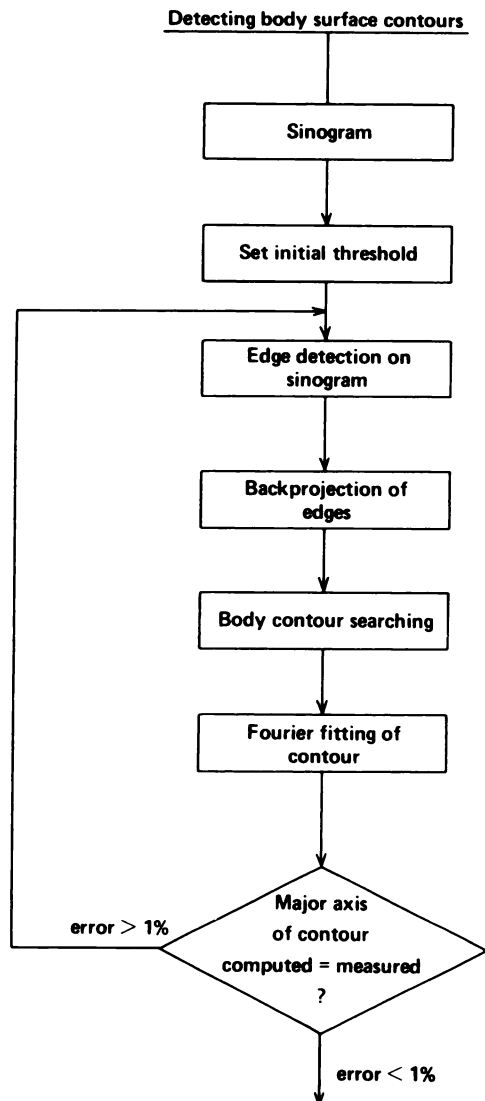 Detecting body surface contours
Sinogram
Set initial threshold
Edge detection on
sinogram
Backprojection of
edges
Body contour searching
Fourier fitting of
contour
Major axis
of contour
computed = measured
?
error > 1%
error < 1%